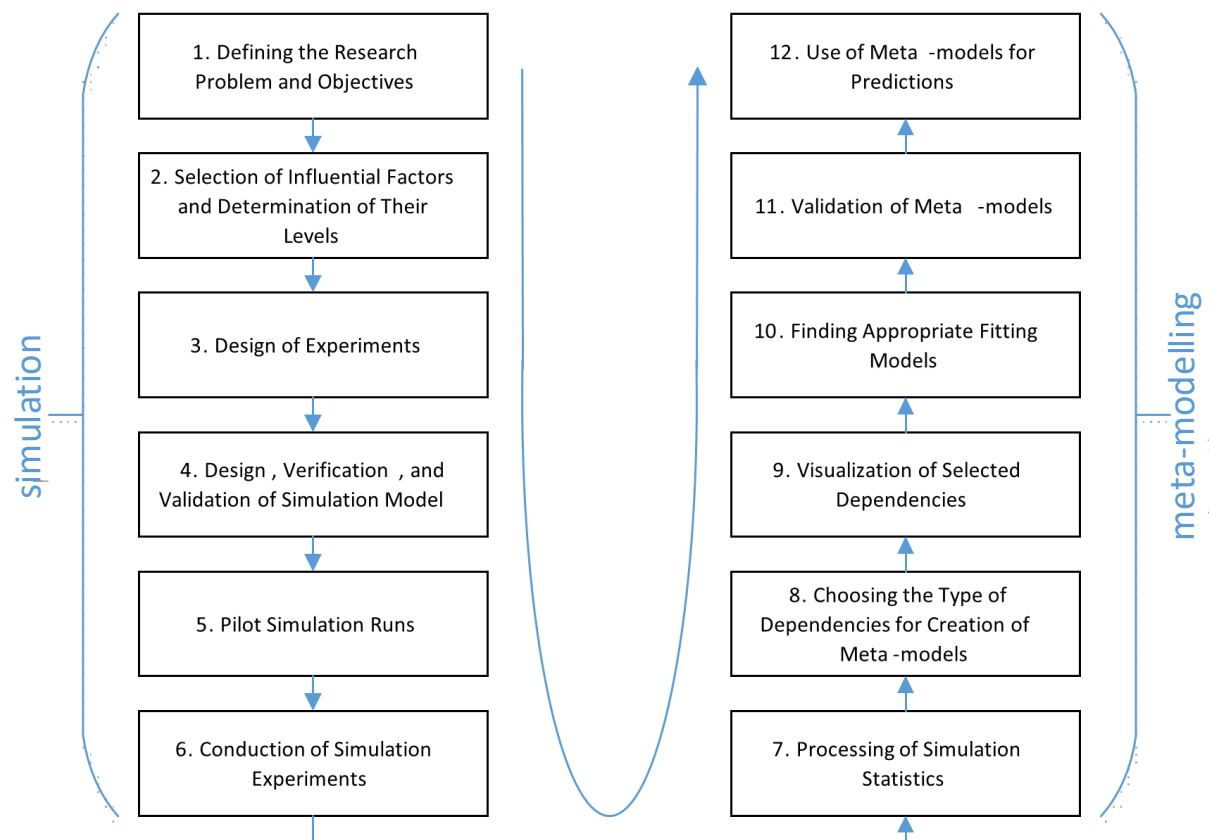 simulation
1. Defining the Research
Problem and Objectives
2. Selection of Influential Factors
and Determination of Their
Levels
3. Design of Experiments
4. Design , Verification , and
Validation of Simulation Model
5. Pilot Simulation Runs
6. Conduction of Simulation
Experiments
7. Processing of Simulation
Statistics
8. Choosing the Type of
Dependencies for Creation of
Meta -models
9. Visualization of Selected
Dependencies
10. Finding Appropriate Fitting
Models
11. Validation of Meta -models
12. Use of Meta -models for
Predictions
meta-modelling